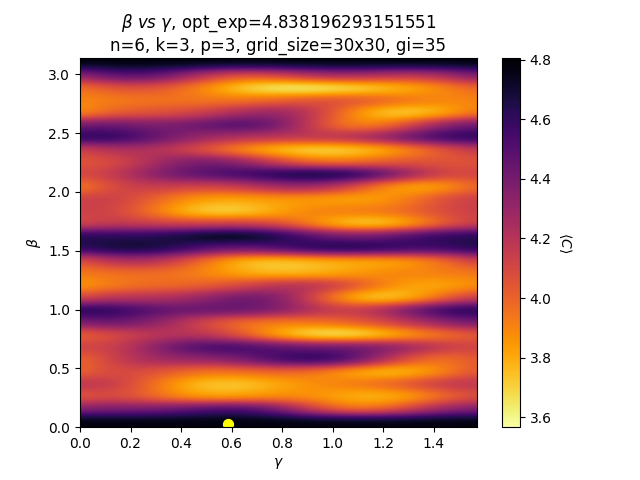 β vs γ, opt_exp=4.838196293151551
n=6, k=3, p=3, grid_size=30x30, gi=35
3.0
2.5
2.0
1.5
1.0
0.5
0.0
β
0.0 0.2 0.4 0.6 0.8 1.0 1.2 1.4
γ
4.8
4.6
4.4
4.2
4.0
3.8
3.6
⟨C⟩